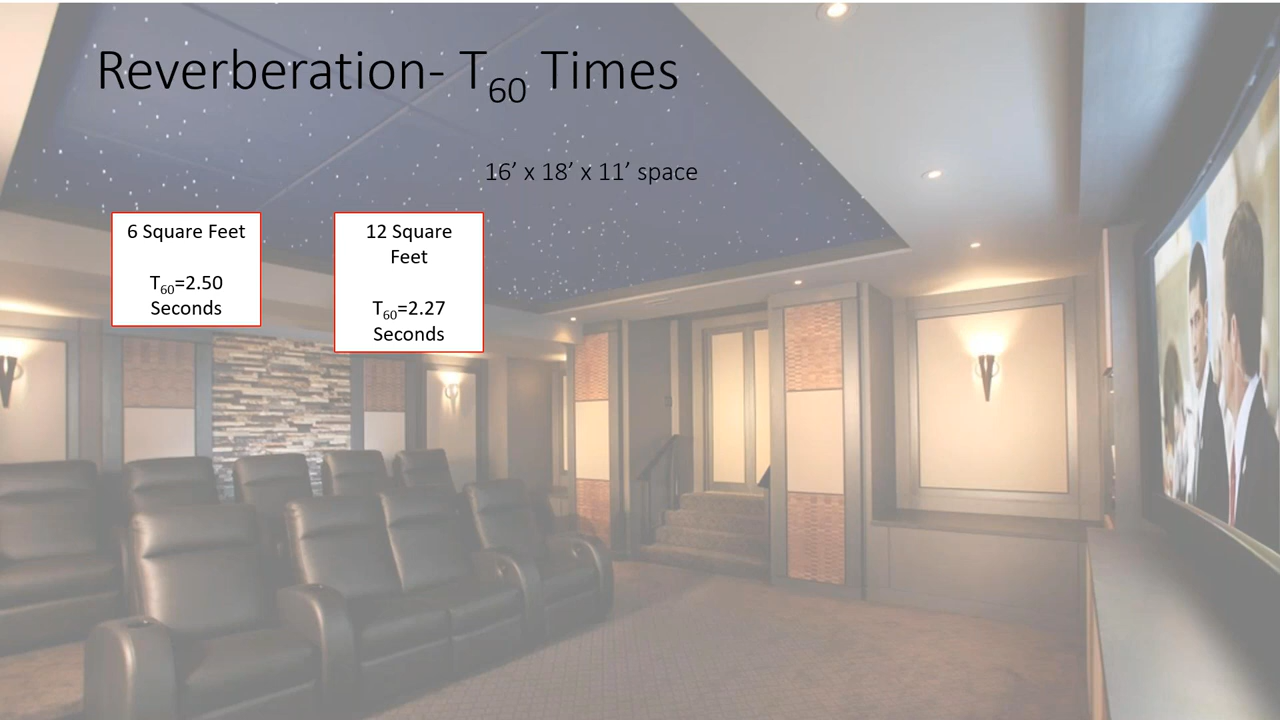 Reverberation- T60 Times
16’ x 18’ x 11’ space
6 Square Feet
T60=2.50
Seconds
12 Square
Feet
T60=2.27
Seconds